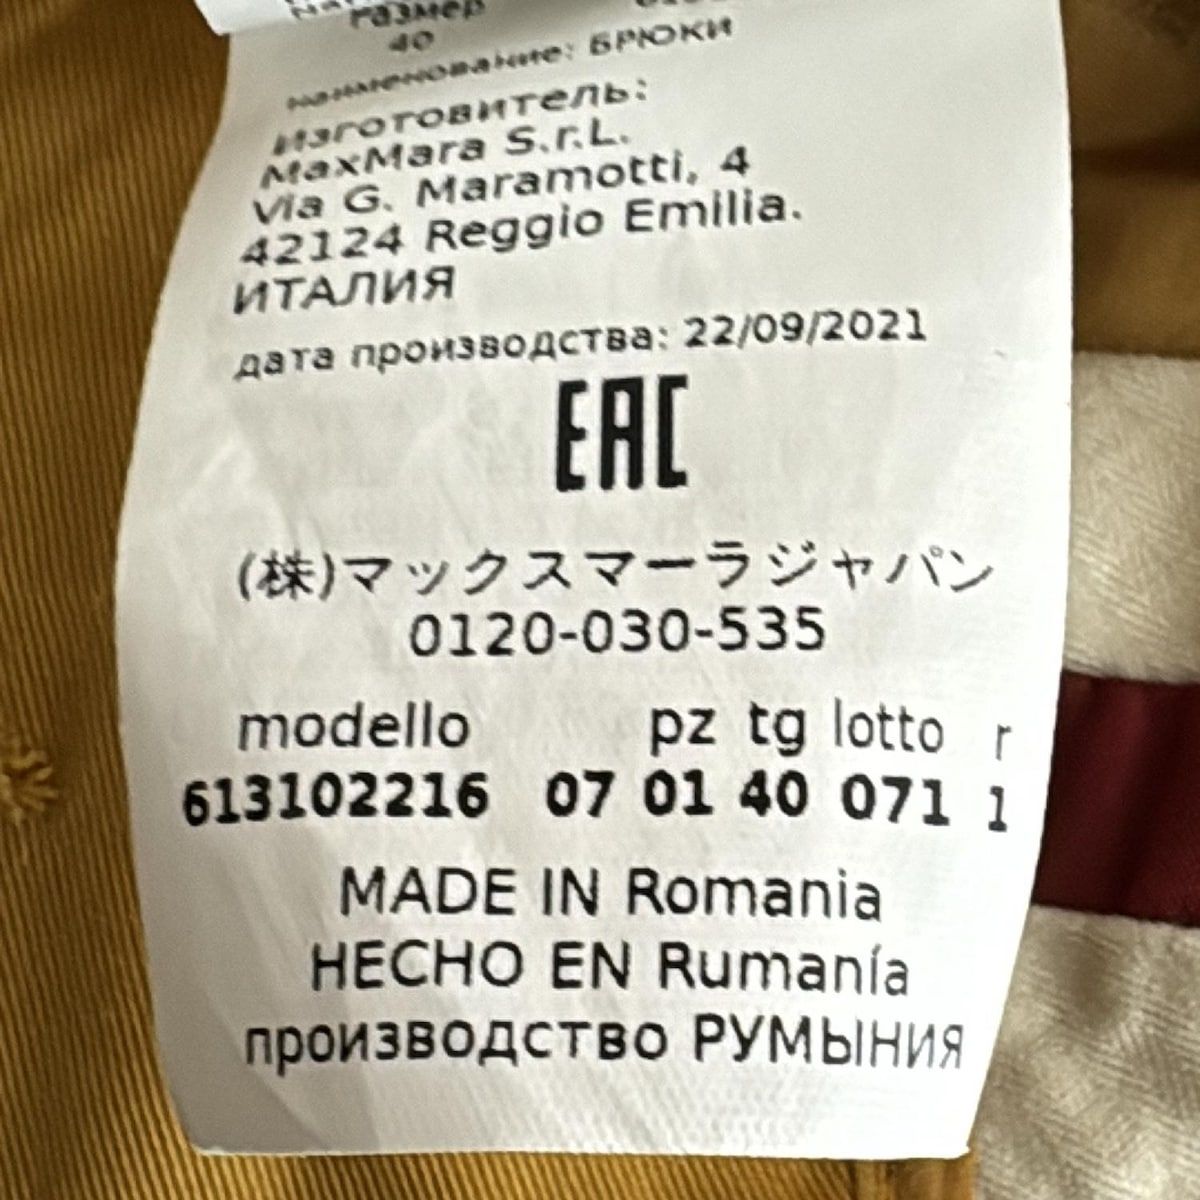 Размер
40
наименование: БРЮКИ
Изготовитель:
MaxMara S.r.L.
Via G. Maramotti, 4
42124 Reggio Emilia.
ИТАЛИЯ
дата производства: 22/09/2021
EAC
(株)マックスマーラジャパン
0120-030-535
modello pz tg lotto r
613102216 07 01 40 071 1
MADE IN Romania
HECHO EN Rumanía
производство РУМЫНИЯ